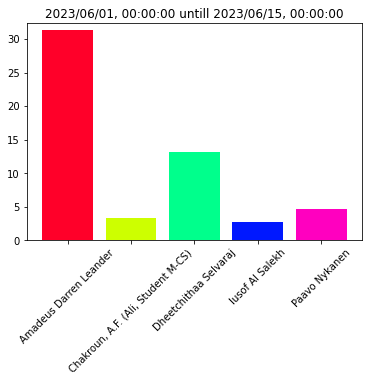 2023/06/01, 00:00:00 untill 2023/06/15, 00:00:00
30
25
20
15
10
5
0
Amadeus Darren Leander
Chakroun, A.F. (Ali, Student M-CS)
Dheetchithaa Selvaraj
Iusof Al Salekh
Paavo Nykanen